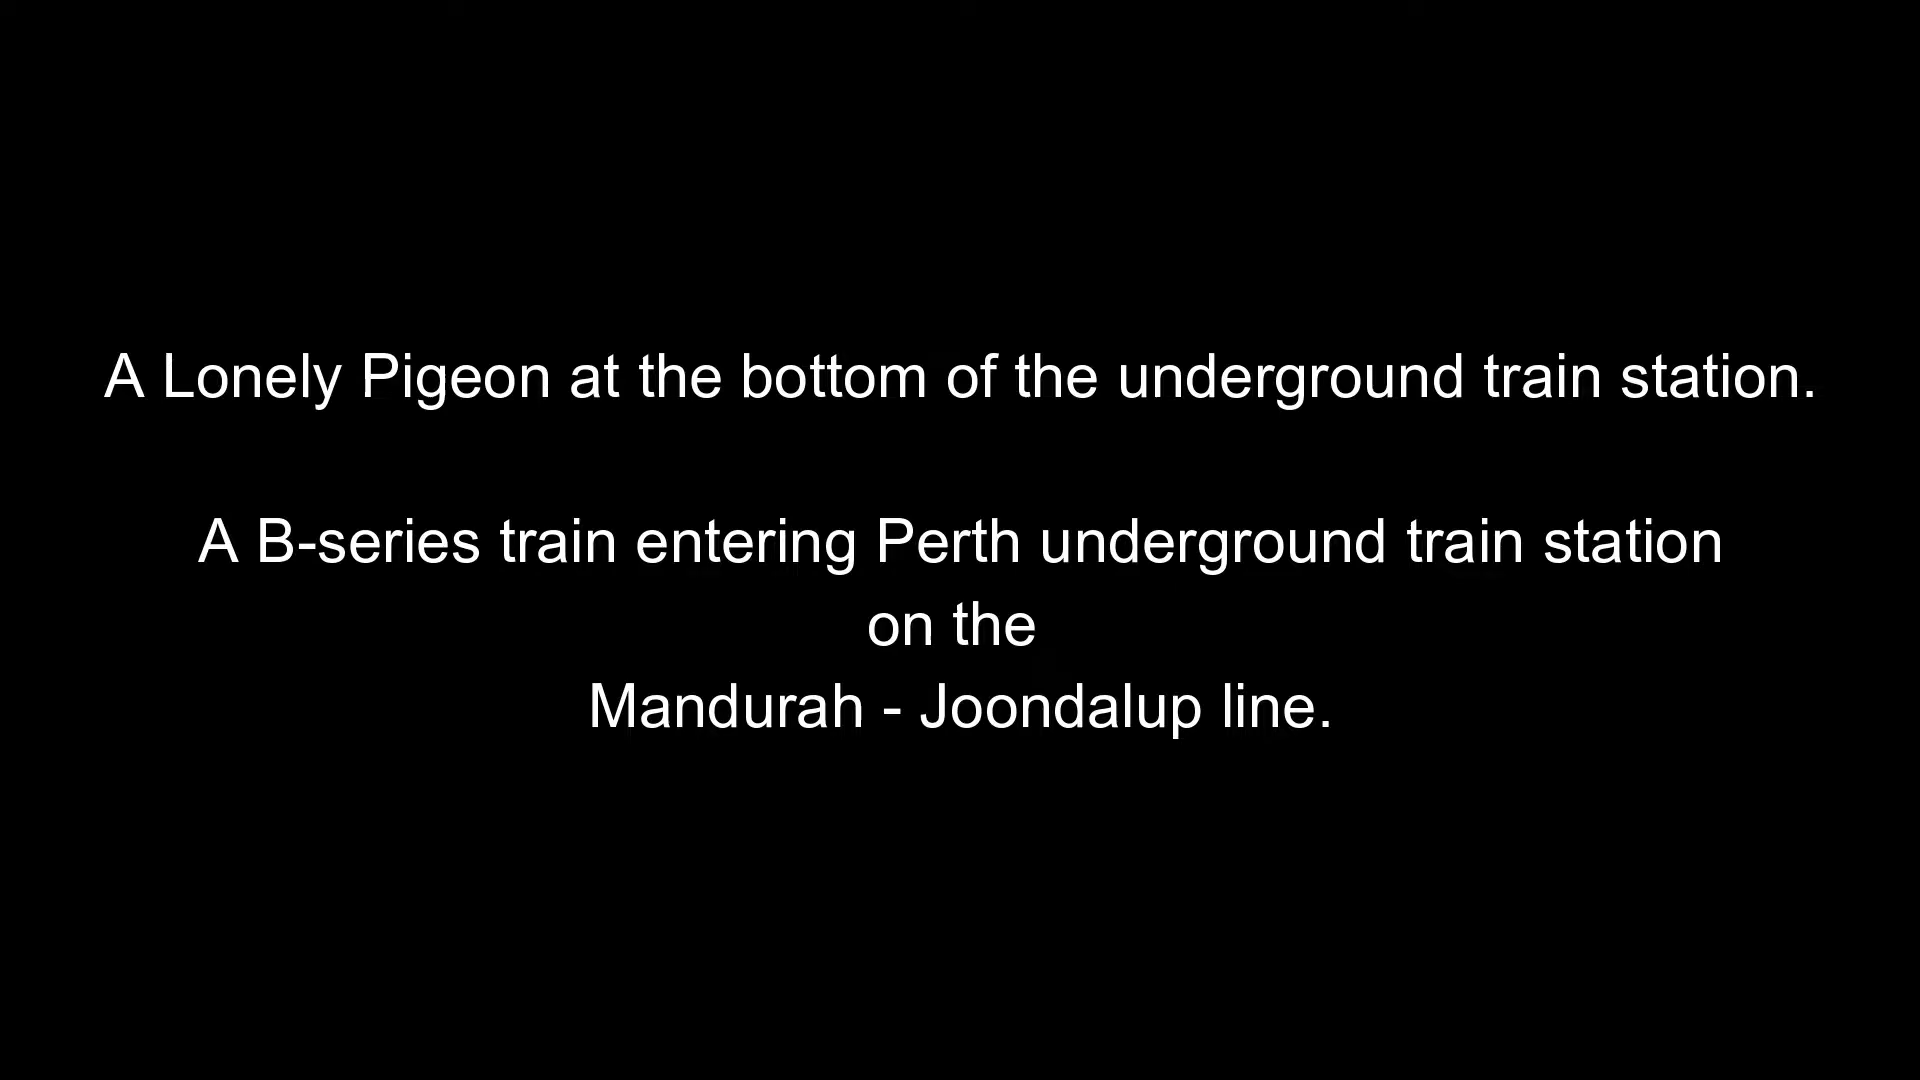 A Lonely Pigeon at the bottom of the underground train station.
A B-series train entering Perth underground train station
on the
Mandurah - Joondalup line.